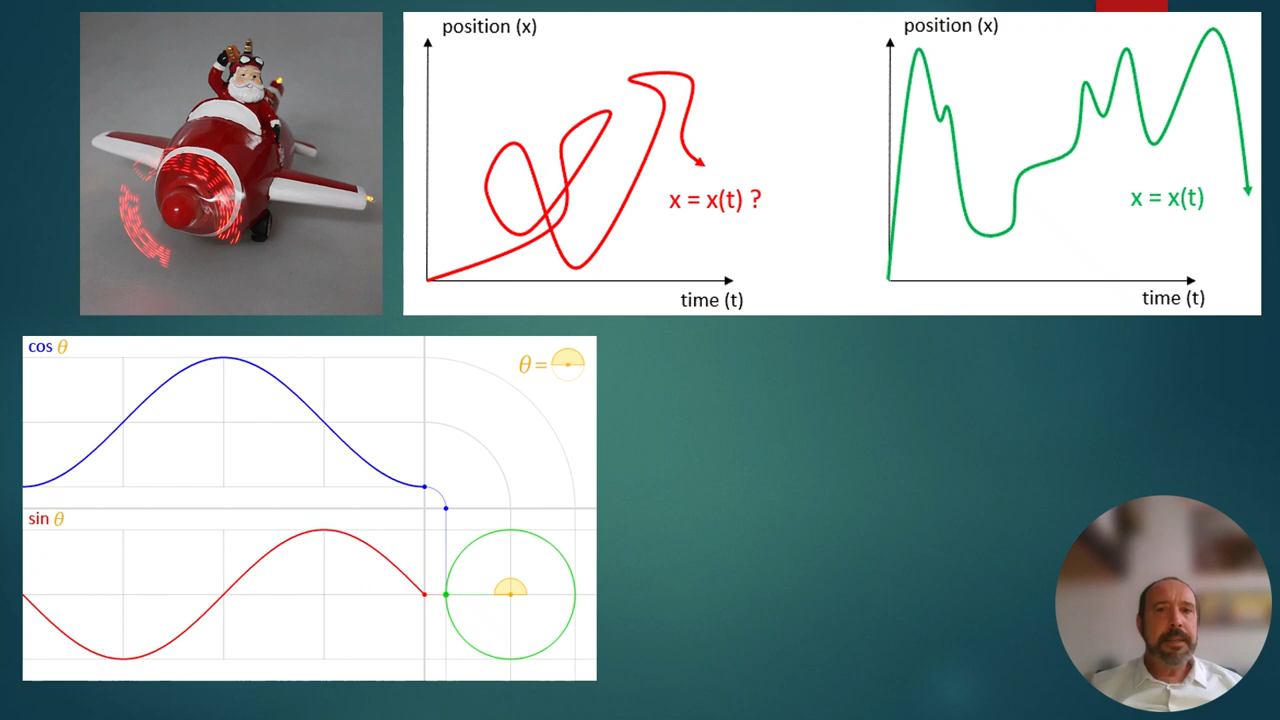 position (x)
x = x(t) ?
time (t)
position (x)
x = x(t)
time (t)
cos θ
θ =
sin θ